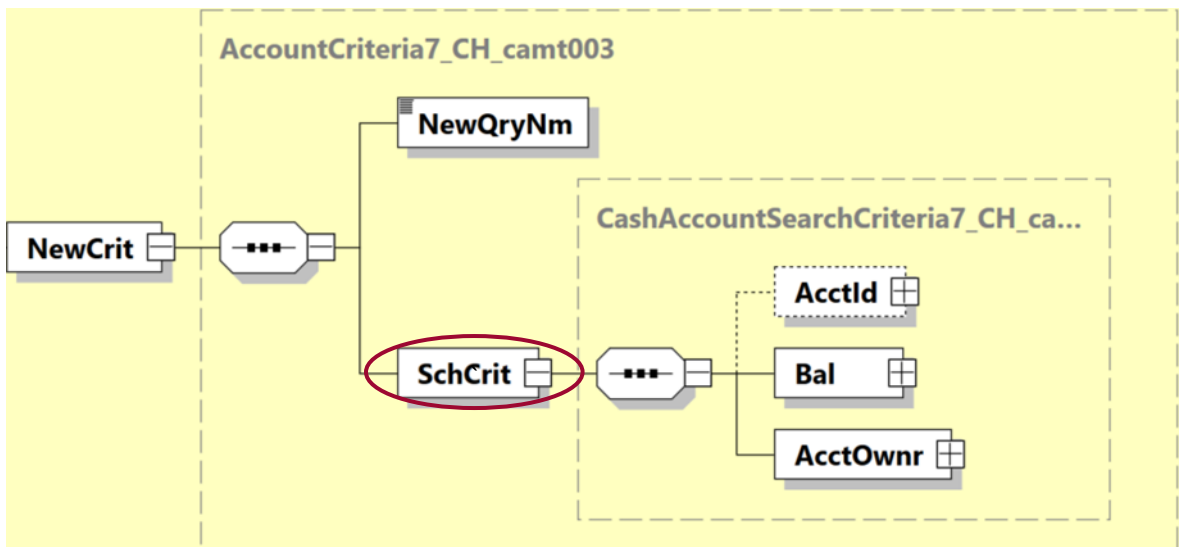 AccountCriteria7_CH_camt003
NewQryNm
CashAccountSearchCriteria7_CH_ca...
NewCrit
AcctId
SchCrit
Bal
AcctOwnr